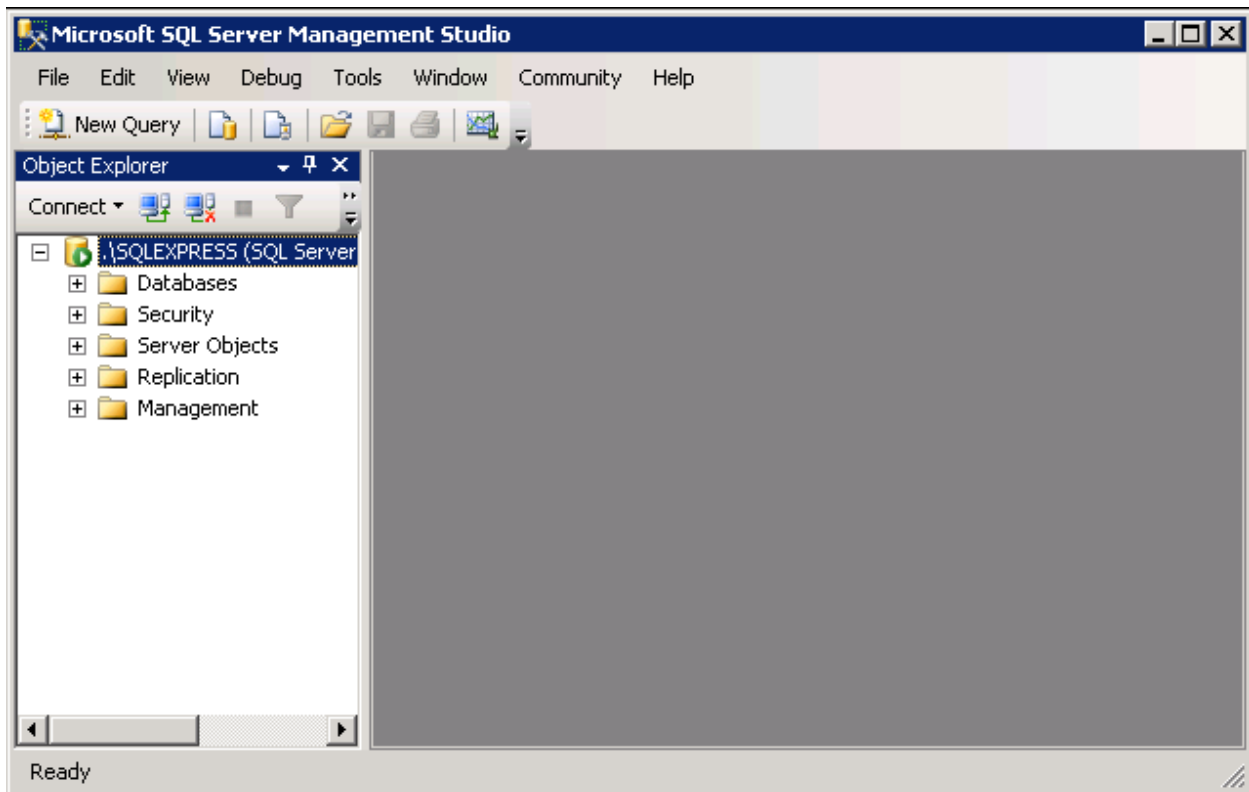 Microsoft SQL Server Management Studio
File Edit View Debug Tools Window Community Help
New Query
Object Explorer
Connect
.\SQLEXPRESS (SQL Server
Databases
Security
Server Objects
Replication
Management
Ready